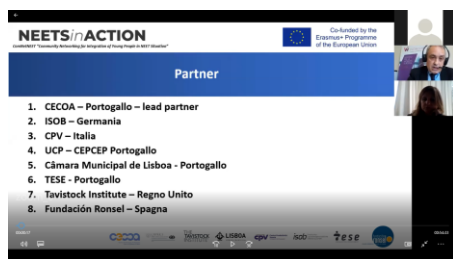 NEETSinACTION
ComNetNEET "Community Networking for Integration of Young People in NEET Situation"
Co-funded by the
Erasmus+ Programme
of the European Union
Partner
1. CECOA – Portogallo – lead partner
2. ISOB – Germania
3. CPV – Italia
4. UCP – CEPCEP Portogallo
5. Câmara Municipal de Lisboa - Portogallo
6. TESE - Portogallo
7. Tavistock Institute – Regno Unito
8. Fundación Ronsel – Spagna
cecoa
TAVISTOCK
LISBOA
cpv
isob
tese